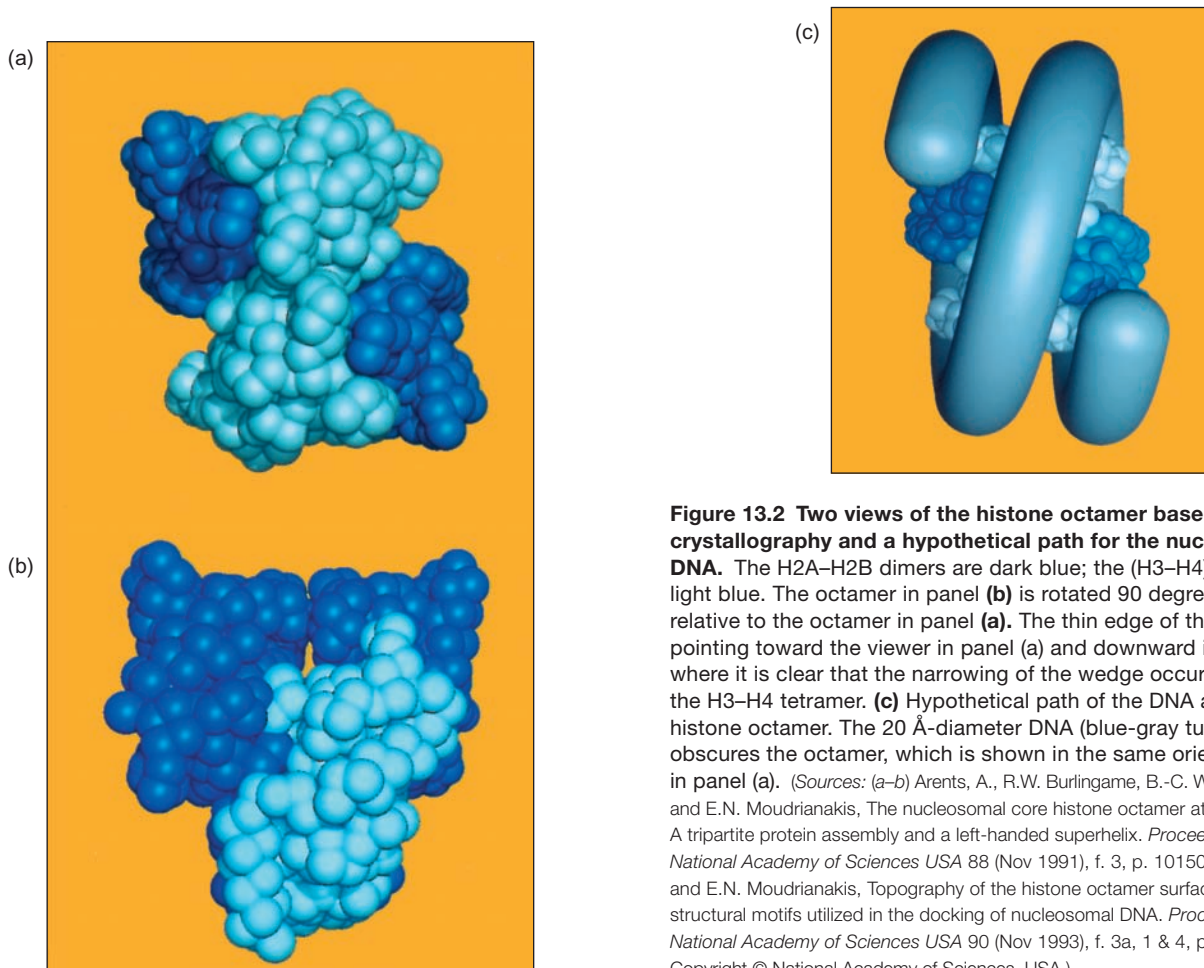 (a)
(b)
(c)
Figure 13.2 Two views of the histone octamer base
crystallography and a hypothetical path for the nuc
DNA. The H2A–H2B dimers are dark blue; the (H3–H4)
light blue. The octamer in panel (b) is rotated 90 degre
relative to the octamer in panel (a). The thin edge of th
pointing toward the viewer in panel (a) and downward i
where it is clear that the narrowing of the wedge occur
the H3–H4 tetramer. (c) Hypothetical path of the DNA a
histone octamer. The 20 Å-diameter DNA (blue-gray tu
obscures the octamer, which is shown in the same orie
in panel (a). (Sources: (a–b) Arents, A., R.W. Burlingame, B.-C. W
and E.N. Moudrianakis, The nucleosomal core histone octamer at
A tripartite protein assembly and a left-handed superhelix. Procee
National Academy of Sciences USA 88 (Nov 1991), f. 3, p. 10150
and E.N. Moudrianakis, Topography of the histone octamer surfac
structural motifs utilized in the docking of nucleosomal DNA. Proc
National Academy of Sciences USA 90 (Nov 1993), f. 3a, 1 & 4, p
Copyright © National Academy of Sciences, USA.)